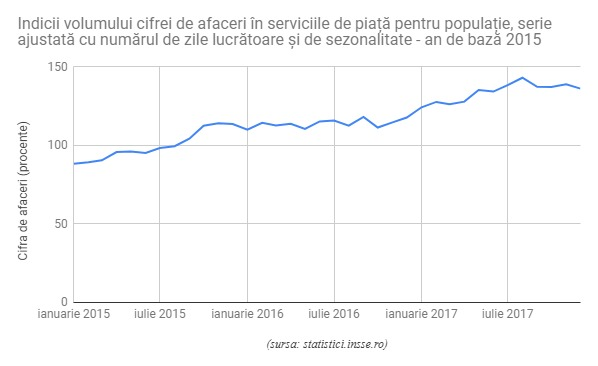 Indicii volumului cifrei de afaceri în serviciile de piață pentru populație, serie
ajustată cu numărul de zile lucrătoare și de sezonalitate - an de bază 2015
Cifra de afaceri (procente)
150
100
50
0
ianuarie 2015 iulie 2015 ianuarie 2016 iulie 2016 ianuarie 2017 iulie 2017
(sursa: statistici.insse.ro)